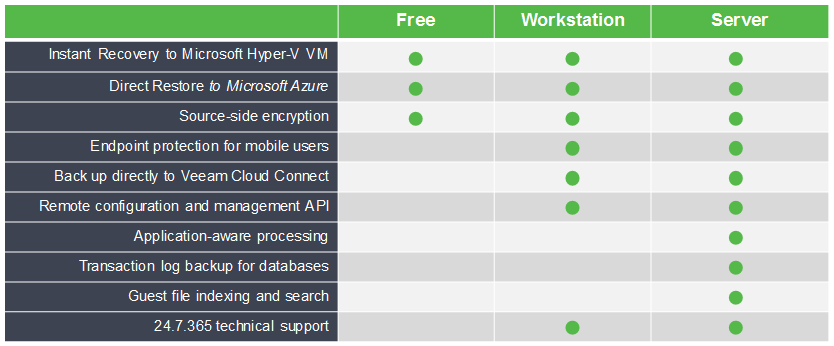 Free Workstation Server
Instant Recovery to Microsoft Hyper-V VM
Direct Restore to Microsoft Azure
Source-side encryption
Endpoint protection for mobile users
Back up directly to Veeam Cloud Connect
Remote configuration and management API
Application-aware processing
Transaction log backup for databases
Guest file indexing and search
24.7.365 technical support